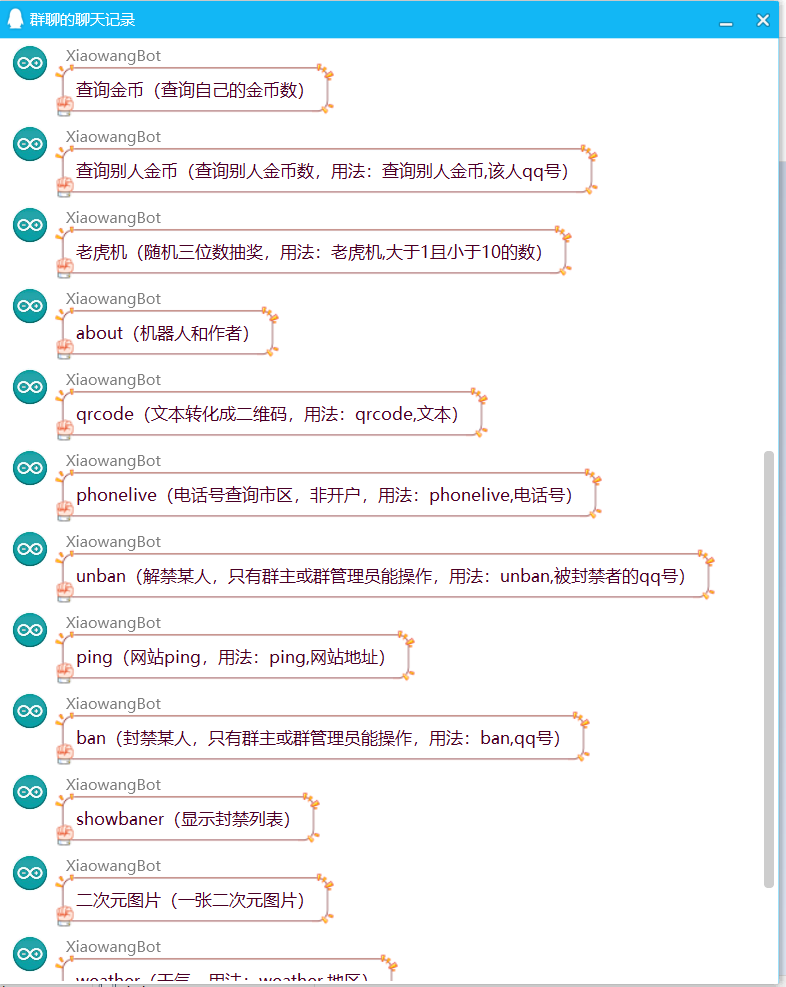 群聊的聊天记录
XiaowangBot
查询金币（查询自己的金币数）
XiaowangBot
查询别人金币（查询别人金币数，用法：查询别人金币,该人qq号）
XiaowangBot
老虎机（随机三位数抽奖，用法：老虎机,大于1且小于10的数）
XiaowangBot
about（机器人和作者）
XiaowangBot
qrcode（文本转化成二维码，用法：qrcode,文本）
XiaowangBot
phonelive（电话号查询市区，非开户，用法：phonelive,电话号）
XiaowangBot
unban（解禁某人，只有群主或群管理员能操作，用法：unban,被封禁者的qq号）
XiaowangBot
ping（网站ping，用法：ping,网站地址）
XiaowangBot
ban（封禁某人，只有群主或群管理员能操作，用法：ban,qq号）
XiaowangBot
showbaner（显示封禁列表）
XiaowangBot
二次元图片（一张二次元图片）
XiaowangBot
weather（天气，用法：weather,地区）